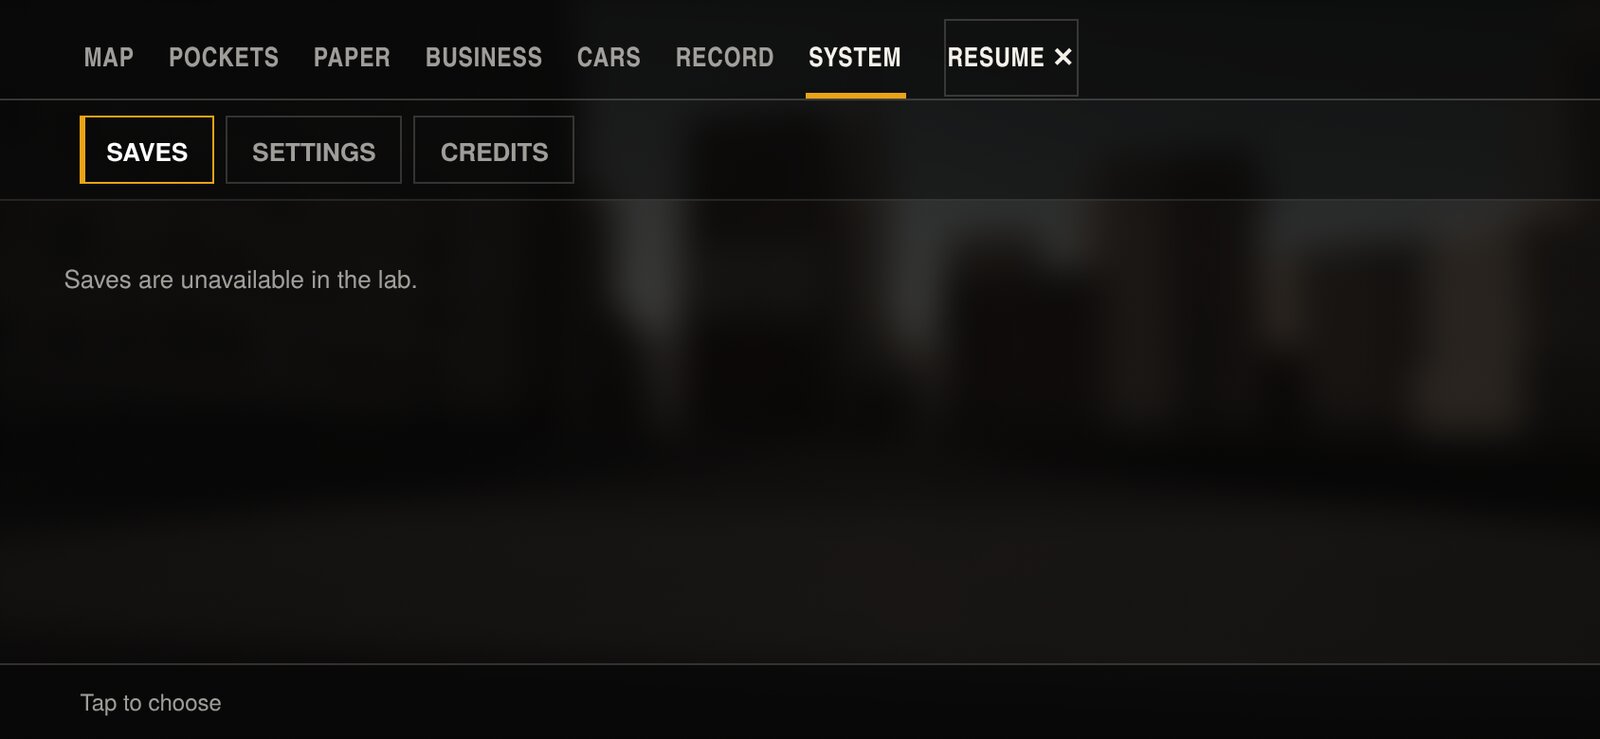 MAP POCKETS PAPER BUSINESS CARS RECORD SYSTEM RESUME ✕
SAVES SETTINGS CREDITS
Saves are unavailable in the lab.
Tap to choose